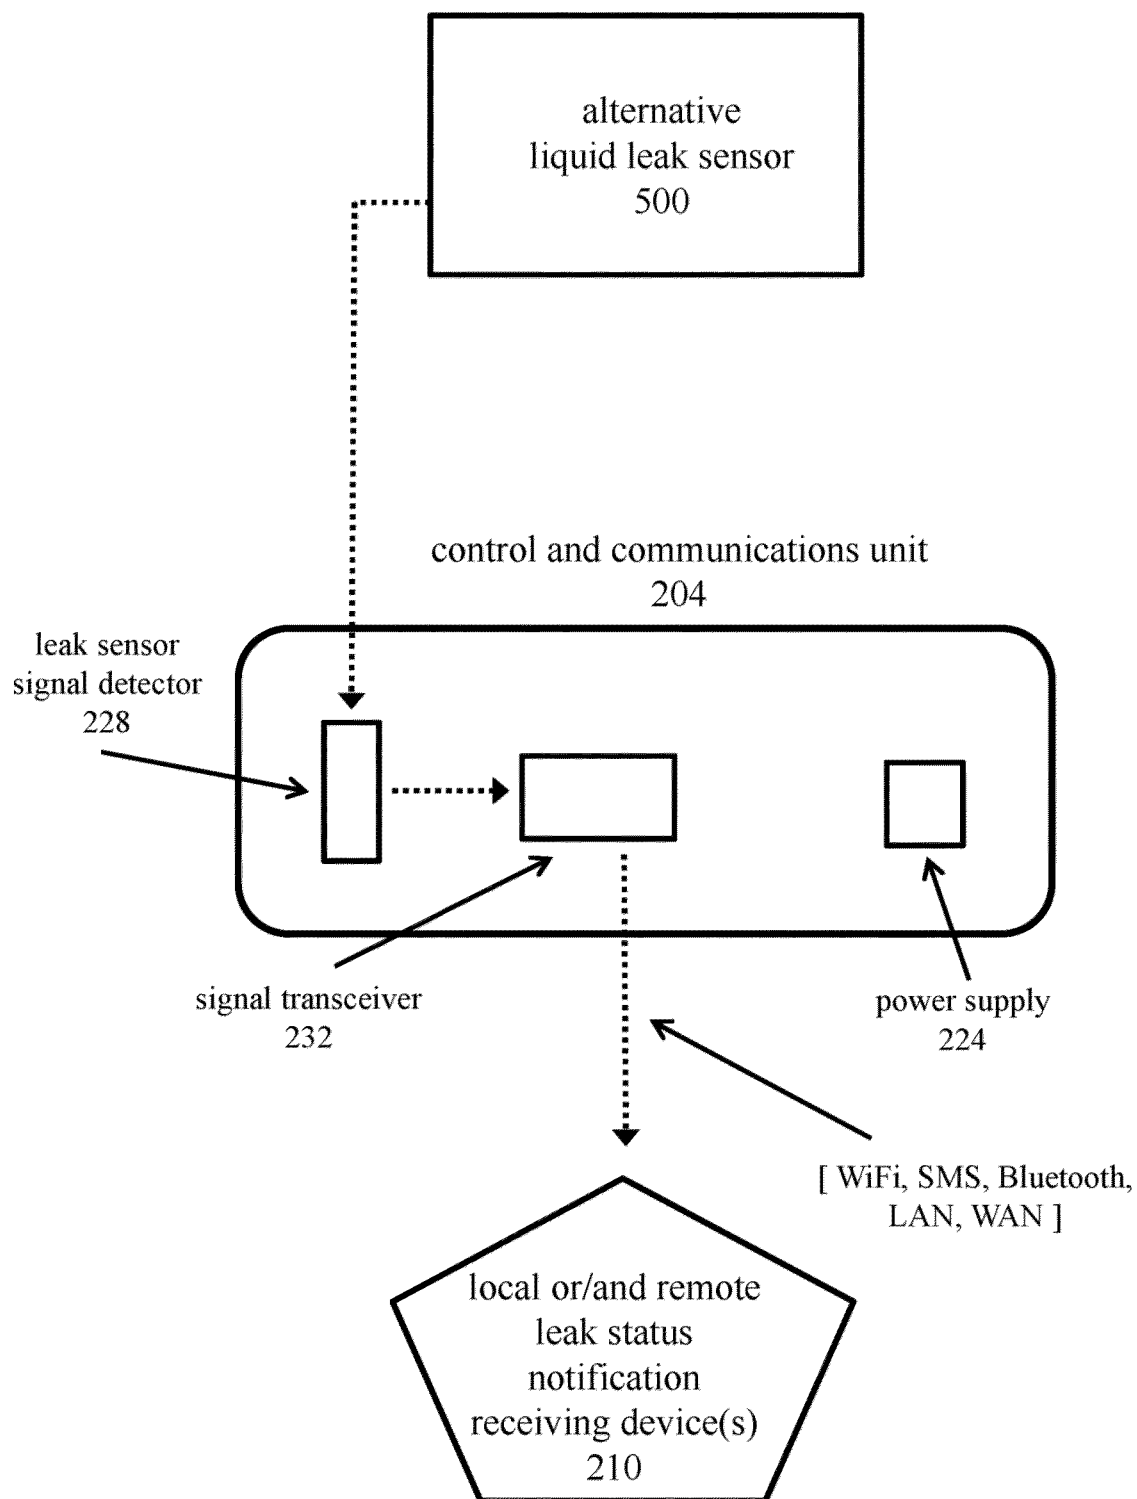 alternative
liquid leak sensor
500
control and communications unit
204
leak sensor
signal detector
228
signal transceiver
232
power supply
224
[ WiFi, SMS, Bluetooth,
LAN, WAN ]
local or/and remote
leak status
notification
receiving device(s)
210